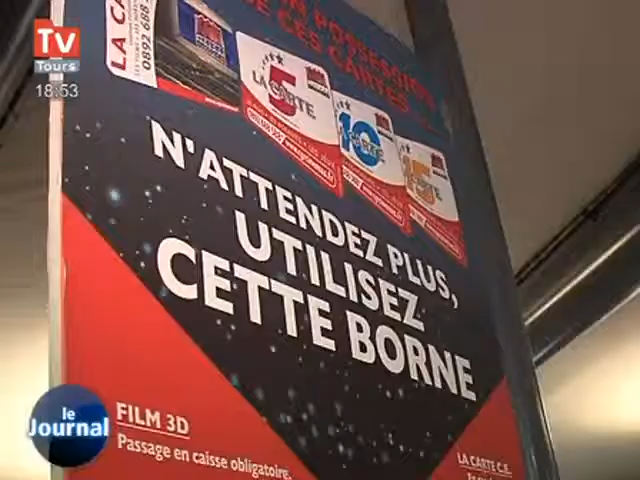 TV
Tours
18:53
LA CA
0892 688
EN POSSESSION
DE CES CARTES
LA CARTE
5
10
15
N'ATTENDEZ PLUS,
UTILISEZ
CETTE BORNE
le
Journal
FILM 3D
Passage en caisse obligatoire.
LA CARTE C.E.